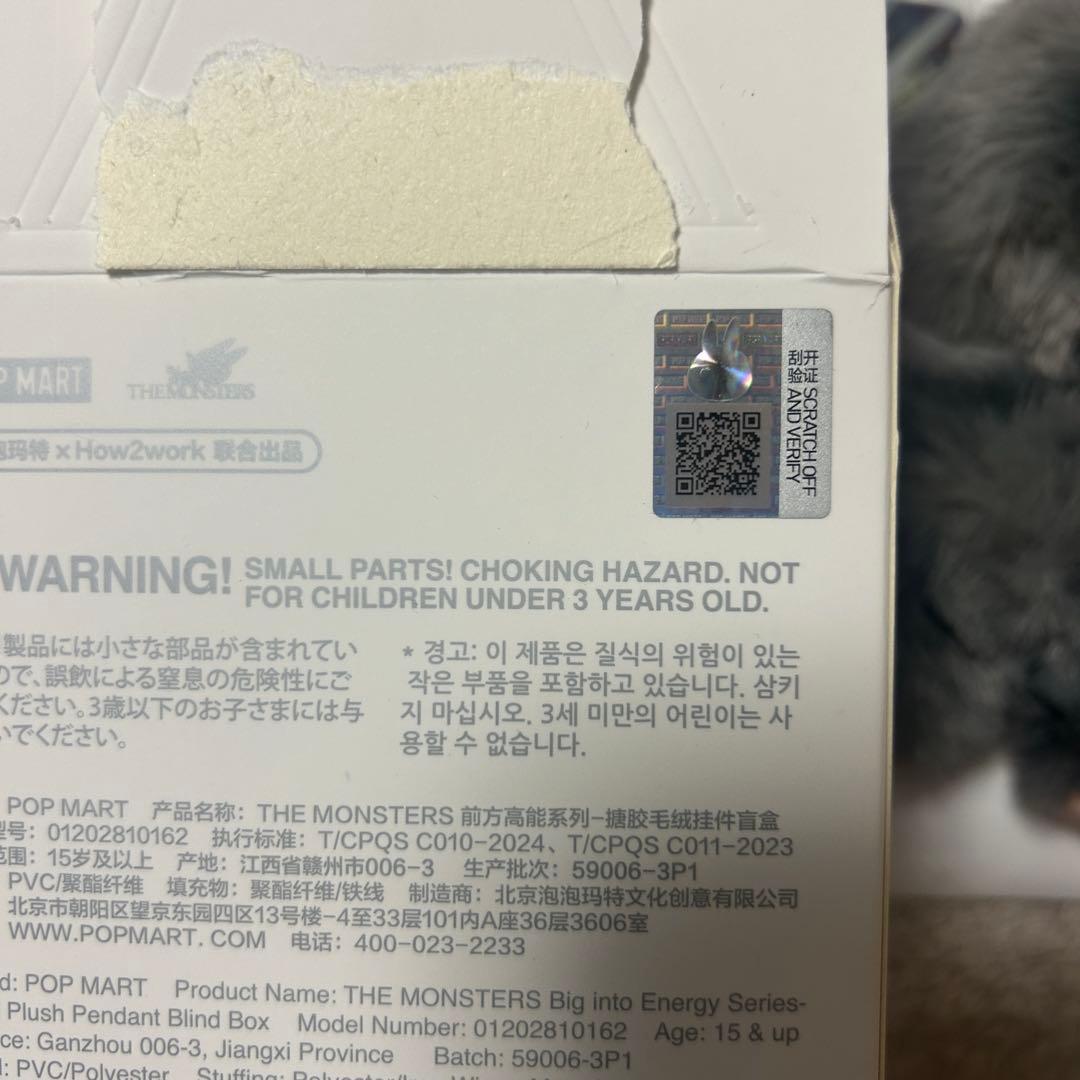 P MART
THE MONSTERS
泡玛特 × How2work 联合出品
开 证
刮 验
SCRATCH OFF
AND VERIFY
WARNING! SMALL PARTS! CHOKING HAZARD. NOT
FOR CHILDREN UNDER 3 YEARS OLD.
製品には小さな部品が含まれてい
ので、誤飲による窒息の危険性にご
ください。3歳以下のお子さまには与
いでください。
* 경고: 이 제품은 질식의 위험이 있는
작은 부품을 포함하고 있습니다. 삼키
지 마십시오. 3세 미만의 어린이는 사
용할 수 없습니다.
POP MART 产品名称: THE MONSTERS 前方高能系列-搪胶毛绒挂件盲盒
型号: 01202810162 执行标准: T/CPQS C010-2024、T/CPQS C011-2023
范围: 15岁及以上 产地: 江西省赣州市006-3 生产批次: 59006-3P1
PVC/聚酯纤维 填充物: 聚酯纤维/铁线 制造商: 北京泡泡玛特文化创意有限公司
北京市朝阳区望京东园四区13号楼-4至33层101内A座36层3606室
WWW.POPMART.COM 电话: 400-023-2233
d: POP MART Product Name: THE MONSTERS Big into Energy Series-
Plush Pendant Blind Box Model Number: 01202810162 Age: 15 & up
ce: Ganzhou 006-3, Jiangxi Province Batch: 59006-3P1
l: PVC/Polyester Stuffing: